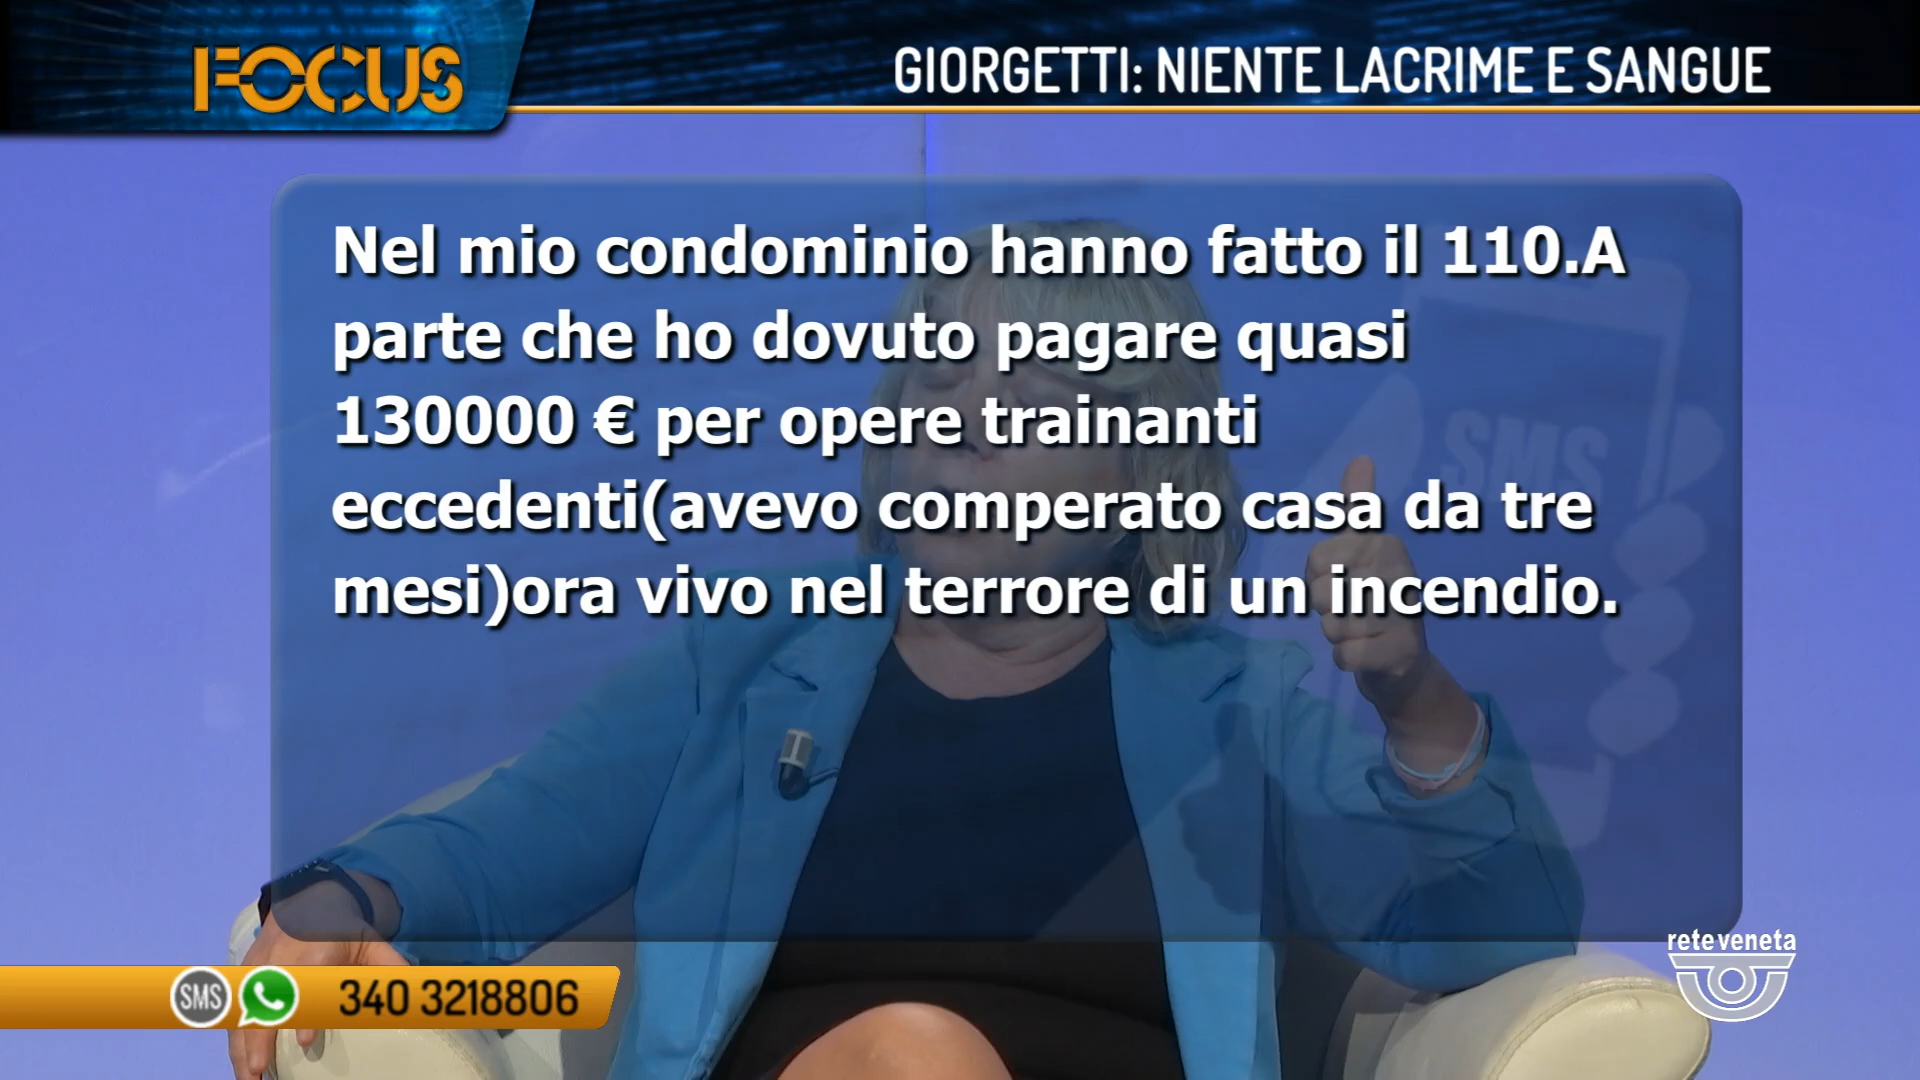 FOCUS
GIORGETTI: NIENTE LACRIME E SANGUE
Nel mio condominio hanno fatto il 110.A
parte che ho dovuto pagare quasi
130000 € per opere trainanti
eccedenti(avevo comperato casa da tre
mesi)ora vivo nel terrore di un incendio.
SMS
reteveneta
SMS
340 3218806